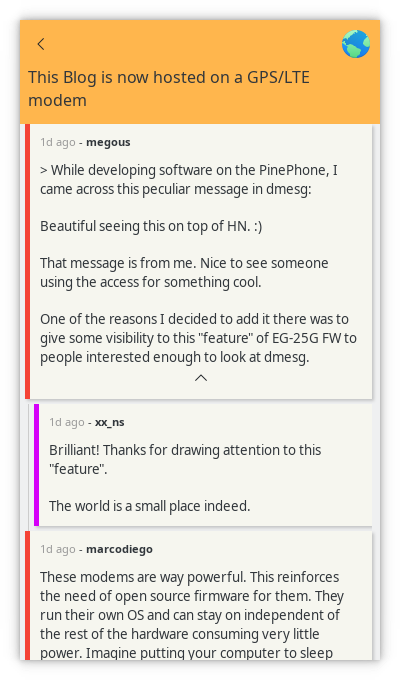 This Blog is now hosted on a GPS/LTE
modem
1d ago - megous
> While developing software on the PinePhone, I
came across this peculiar message in dmesg:
Beautiful seeing this on top of HN. :)
That message is from me. Nice to see someone
using the access for something cool.
One of the reasons I decided to add it there was to
give some visibility to this "feature" of EG-25G FW to
people interested enough to look at dmesg.
1d ago - xx_ns
Brilliant! Thanks for drawing attention to this
"feature".
The world is a small place indeed.
1d ago - marcodiego
These modems are way powerful. This reinforces
the need of open source firmware for them. They
run their own OS and can stay on independent of
the rest of the hardware consuming very little
power. Imagine putting your computer to sleep